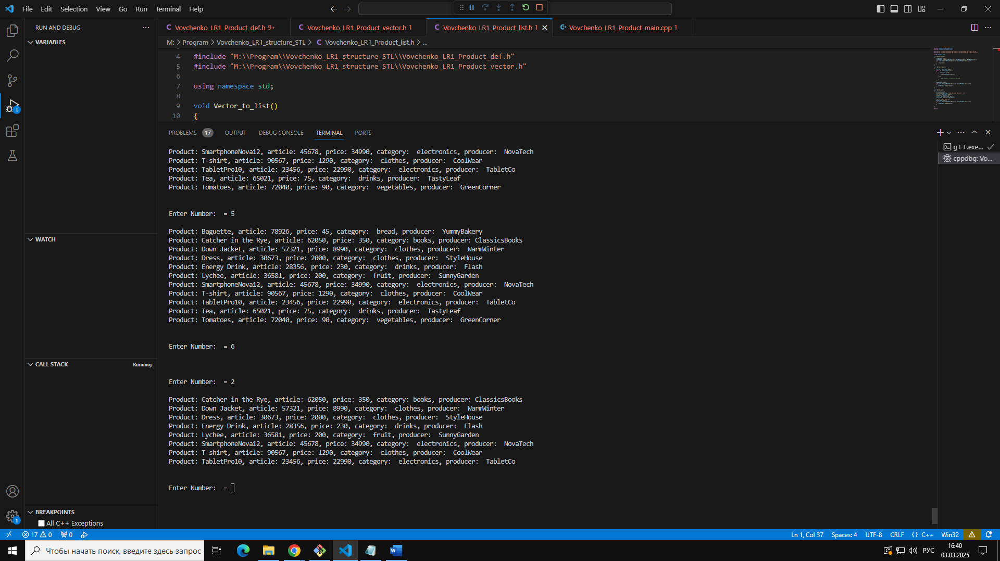 File Edit Selection View Go Run Terminal Help
RUN AND DEBUG
Vovchenko_LR1_Product_def.h 9+
Vovchenko_LR1_Product_vector.h 1
Vovchenko_LR1_Product_list.h 1
Vovchenko_LR1_Product_main.cpp 1
VARIABLES
M: > Program > Vovchenko_LR1_structure_STL > C Vovchenko_LR1_Product_list.h > ...
4 #include "M:\\Program\\Vovchenko_LR1_structure_STL\\Vovchenko_LR1_Product_def.h"
5 #include "M:\\Program\\Vovchenko_LR1_structure_STL\\Vovchenko_LR1_Product_vector.h"
6
7 using namespace std;
8
9 void Vector_to_list()
10 {
PROBLEMS 17 OUTPUT DEBUG CONSOLE TERMINAL PORTS
g++.exe...
cppdbg: Vo...
Product: SmartphoneNova12, article: 45678, price: 34990, category:  electronics, producer:  NovaTech
Product: T-shirt, article: 90567, price: 1290, category:  clothes, producer:  CoolWear
Product: TabletPro10, article: 23456, price: 22990, category:  electronics, producer:  TabletCo
Product: Tea, article: 65021, price: 75, category:  drinks, producer:  TastyLeaf
Product: Tomatoes, article: 72040, price: 90, category:  vegetables, producer:  GreenCorner
Enter Number:  = 5
Product: Baguette, article: 78926, price: 45, category:  bread, producer:  YummyBakery
Product: Catcher in the Rye, article: 62050, price: 350, category: books, producer: ClassicsBooks
Product: Down Jacket, article: 57321, price: 8990, category:  clothes, producer:  WarmWinter
Product: Dress, article: 30673, price: 2000, category:  clothes, producer:  StyleHouse
Product: Energy Drink, article: 28356, price: 230, category:  drinks, producer:  Flash
Product: Lychee, article: 36581, price: 200, category:  fruit, producer:  SunnyGarden
Product: SmartphoneNova12, article: 45678, price: 34990, category:  electronics, producer:  NovaTech
Product: T-shirt, article: 90567, price: 1290, category:  clothes, producer:  CoolWear
Product: TabletPro10, article: 23456, price: 22990, category:  electronics, producer:  TabletCo
Product: Tea, article: 65021, price: 75, category:  drinks, producer:  TastyLeaf
Product: Tomatoes, article: 72040, price: 90, category:  vegetables, producer:  GreenCorner
Enter Number:  = 6
Enter Number:  = 2
Product: Catcher in the Rye, article: 62050, price: 350, category: books, producer: ClassicsBooks
Product: Down Jacket, article: 57321, price: 8990, category:  clothes, producer:  WarmWinter
Product: Dress, article: 30673, price: 2000, category:  clothes, producer:  StyleHouse
Product: Energy Drink, article: 28356, price: 230, category:  drinks, producer:  Flash
Product: Lychee, article: 36581, price: 200, category:  fruit, producer:  SunnyGarden
Product: SmartphoneNova12, article: 45678, price: 34990, category:  electronics, producer:  NovaTech
Product: T-shirt, article: 90567, price: 1290, category:  clothes, producer:  CoolWear
Product: TabletPro10, article: 23456, price: 22990, category:  electronics, producer:  TabletCo
Enter Number:  =
WATCH
CALL STACK Running
BREAKPOINTS
All C++ Exceptions
17 0 0 Ln 1, Col 37 Spaces: 4 UTF-8 CRLF {} C++ Win32
Чтобы начать поиск, введите здесь запрос
РУС
16:40
03.03.2025